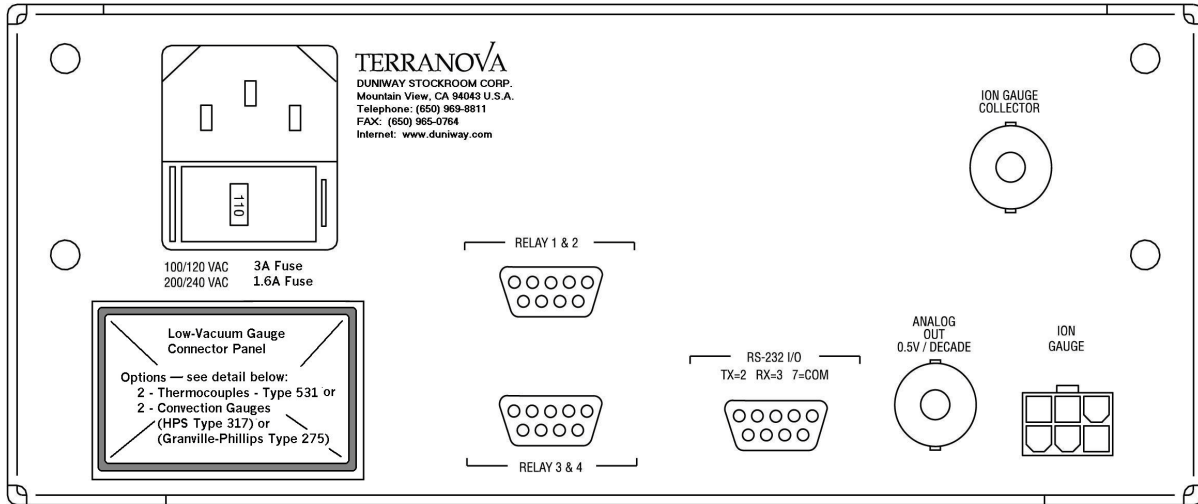 TERRANOVA
DUNIWAY STOCKROOM CORP.
Mountain View, CA 94043 U.S.A.
Telephone: (650) 969-8811
FAX: (650) 965-0764
Internet: www.duniway.com
110
100/120 VAC 3A Fuse
200/240 VAC 1.6A Fuse
Low-Vacuum Gauge
Connector Panel
Options — see detail below:
2 - Thermocouples - Type 531 or
2 - Convection Gauges
(HPS Type 317) or
(Granville-Phillips Type 275)
RELAY 1 & 2
RELAY 3 & 4
RS-232 I/O
TX=2 RX=3 7=COM
ION GAUGE
COLLECTOR
ANALOG
OUT
0.5V / DECADE
ION
GAUGE